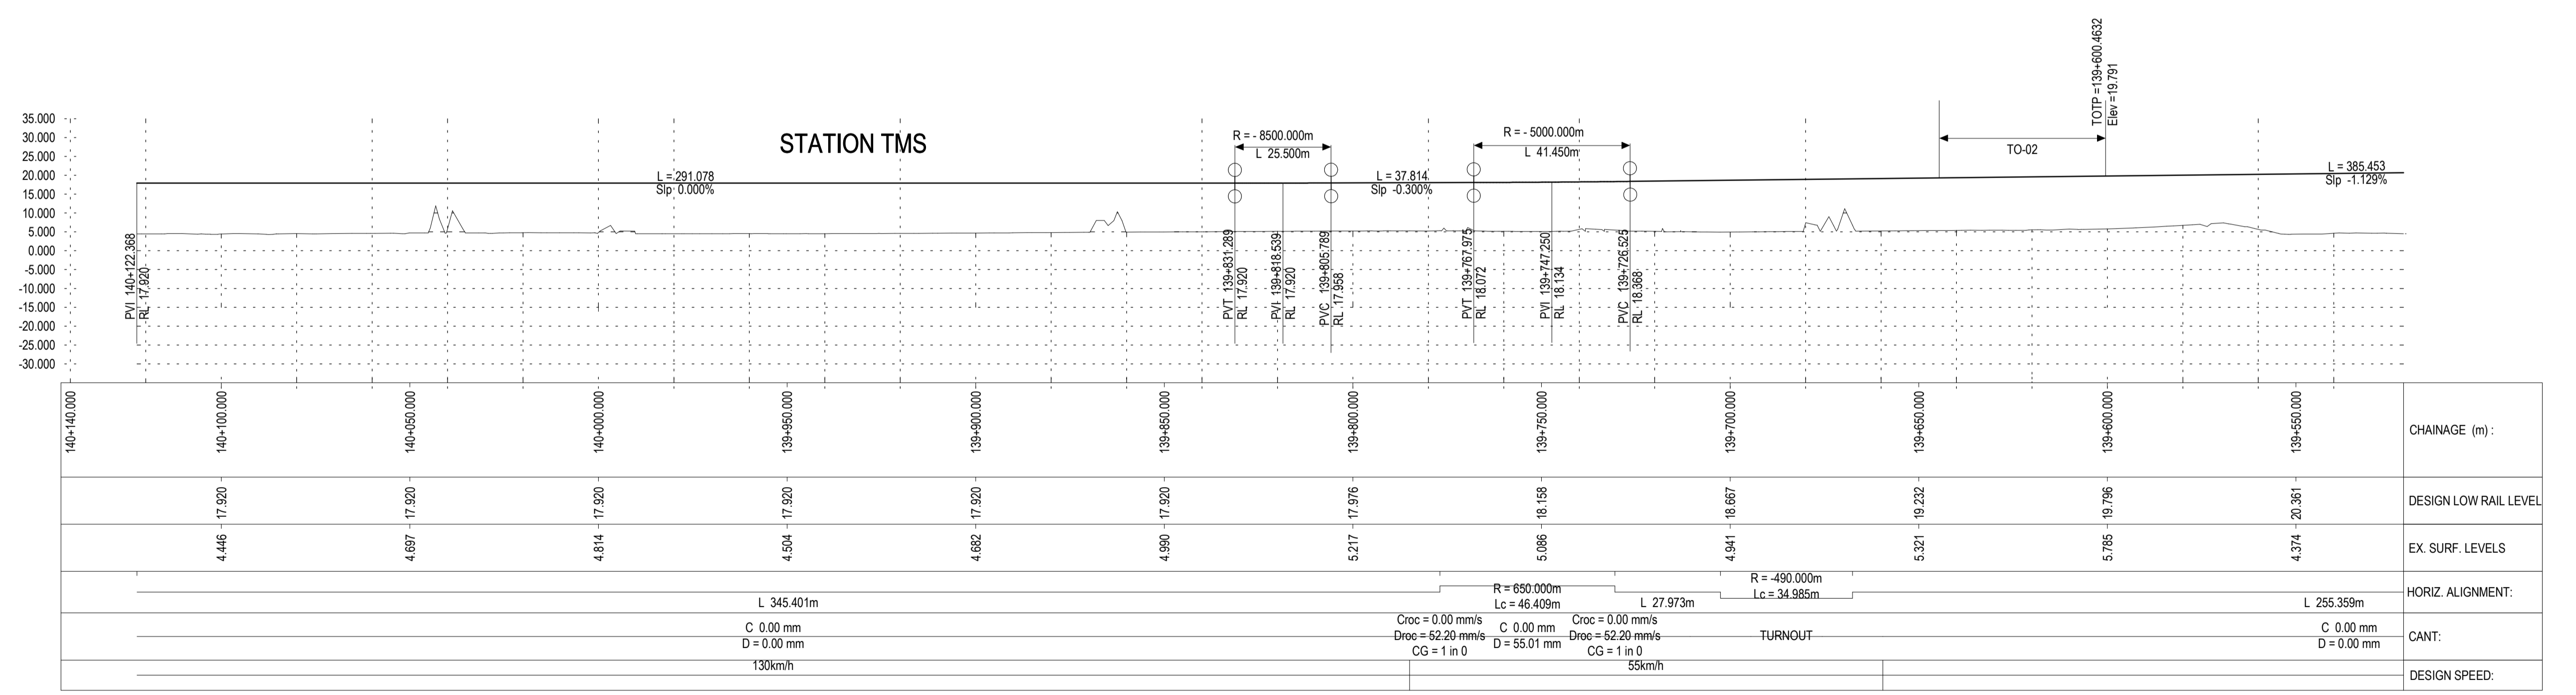 TOTP =139+600.4632
Elev =19.791
35.000
30.000
25.000
20.000
15.000
10.000
5.000
0.000
-5.000
-10.000
-15.000
-20.000
-25.000
-30.000
STATION TMS
R = - 8500.000m
L 25.500m
R = - 5000.000m
L 41.450m
TO-02
L = 291.078
Slp 0.000%
L = 37.814
Slp -0.300%
L = 385.453
Slp -1.129%
PVI 140+122.368
RL 17.920
PVT 139+831.289
RL 17.920
PVI 139+818.539
RL 17.920
PVC 139+805.789
RL 17.958
PVT 139+767.975
RL 18.072
PVI 139+747.250
RL 18.134
PVC 139+726.525
RL 18.368
140+140.000
140+100.000
140+050.000
140+000.000
139+950.000
139+900.000
139+850.000
139+800.000
139+750.000
139+700.000
139+650.000
139+600.000
139+550.000
CHAINAGE (m) :
17.920
17.920
17.920
17.920
17.920
17.920
17.976
18.158
18.667
19.232
19.796
20.361
DESIGN LOW RAIL LEVEL
4.446
4.697
4.814
4.504
4.682
4.990
5.217
5.086
4.941
5.321
5.785
4.374
EX. SURF. LEVELS
L 345.401m
R = 650.000m
Lc = 46.409m
L 27.973m
R = -490.000m
Lc = 34.985m
L 255.359m
HORIZ. ALIGNMENT:
C 0.00 mm
D = 0.00 mm
Croc = 0.00 mm/s
Droc = 52.20 mm/s
CG = 1 in 0
C 0.00 mm
D = 55.01 mm
Croc = 0.00 mm/s
Droc = 52.20 mm/s
CG = 1 in 0
TURNOUT
C 0.00 mm
D = 0.00 mm
CANT:
130km/h
55km/h
DESIGN SPEED: